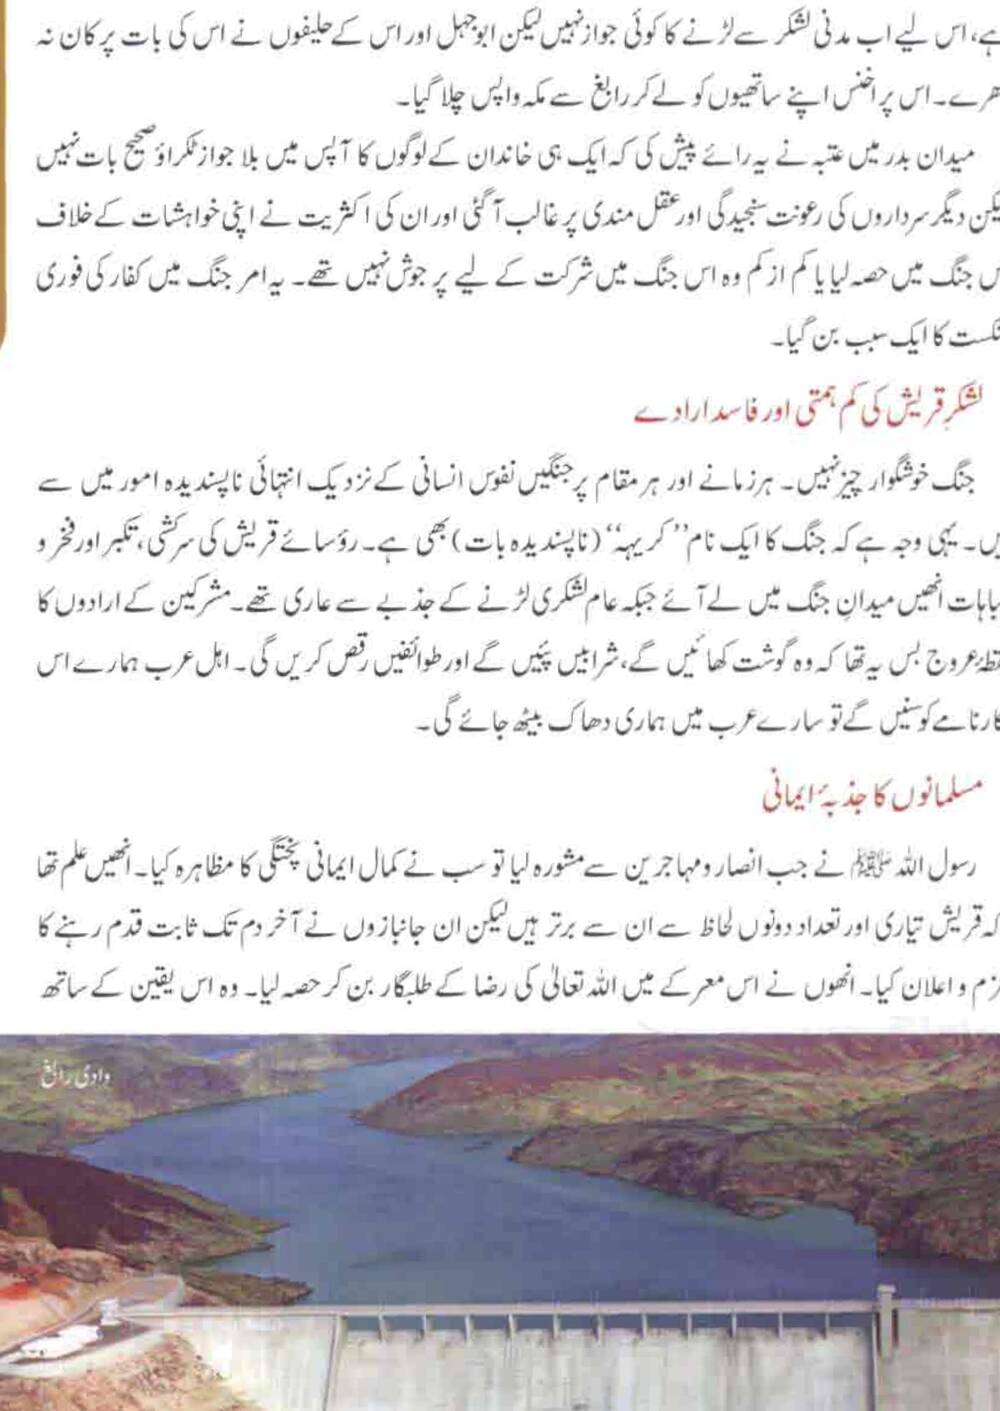 ہے، اس لیے اب مدنی لشکر سے لڑنے کا کوئی جواز نہیں لیکن ابوجہل اور اس کے حلیفوں نے اس کی بات پر کان نہ
ھرے۔ اس پر اخنس اپنے ساتھیوں کو لے کر رابغ سے مکہ واپس چلا گیا۔
میدان بدر میں عتبہ نے یہ رائے پیش کی کہ ایک ہی خاندان کے لوگوں کا آپس میں بلا جواز ٹکراؤ صحیح بات نہیں
یکن دیگر سرداروں کی رعونت سنجیدگی اور عقل مندی پر غالب آ گئی اور ان کی اکثریت نے اپنی خواہشات کے خلاف
س جنگ میں حصہ لیا یا کم از کم وہ اس جنگ میں شرکت کے لیے پر جوش نہیں تھے۔ یہ امر جنگ میں کفار کی فوری
کست کا ایک سبب بن گیا۔
لشکرِ قریش کی کم ہمتی اور فاسد ارادے
جنگ خوشگوار چیز نہیں۔ ہر زمانے اور ہر مقام پر جنگیں نفوس انسانی کے نزدیک انتہائی ناپسندیدہ امور میں سے
یں۔ یہی وجہ ہے کہ جنگ کا ایک نام ’’کریہہ‘‘ (ناپسندیدہ بات) بھی ہے۔ رؤسائے قریش کی سرکشی، تکبر اور فخر و
باہات انھیں میدانِ جنگ میں لے آئے جبکہ عام لشکری لڑنے کے جذبے سے عاری تھے۔ مشرکین کے ارادوں کا
قطۂ عروج بس یہ تھا کہ وہ گوشت کھائیں گے، شرابیں پئیں گے اور طوائفیں رقص کریں گی۔ اہل عرب ہمارے اس
کارنامے کو سنیں گے تو سارے عرب میں ہماری دھاک بیٹھ جائے گی۔
مسلمانوں کا جذبۂ ایمانی
رسول اللہ ﷺ نے جب انصار و مہاجرین سے مشورہ لیا تو سب نے کمال ایمانی پختگی کا مظاہرہ کیا۔ انھیں علم تھا
کہ قریش تیاری اور تعداد دونوں لحاظ سے ان سے برتر ہیں لیکن ان جانبازوں نے آخر دم تک ثابت قدم رہنے کا
زم و اعلان کیا۔ انھوں نے اس معرکے میں اللہ تعالیٰ کی رضا کے طلبگار بن کر حصہ لیا۔ وہ اس یقین کے ساتھ
وادی رابغ